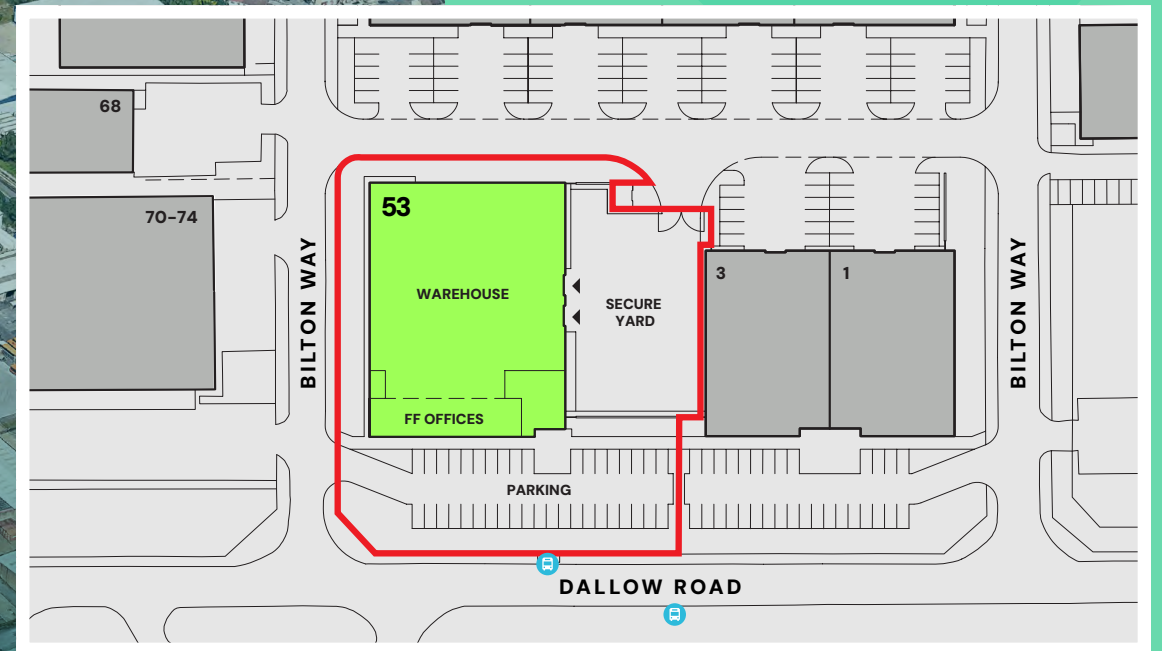 68
70-74
53
BILTON WAY
WAREHOUSE
SECURE
YARD
3
1
BILTON WAY
FF OFFICES
PARKING
DALLOW ROAD